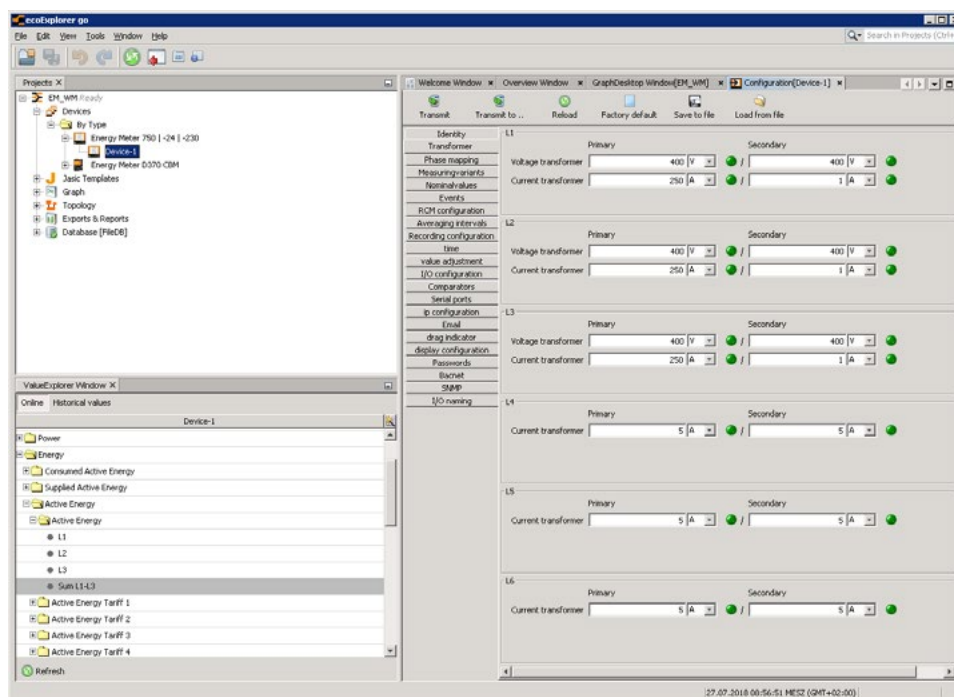 ecoExplorer go
File Edit View Tools Window Help
Search in Projects (Ctrl+
Projects X
EM_WM Ready
Devices
By Type
Energy Meter 750 | -24 | -230
Device-1
Energy Meter D370-CBM
Jasic Templates
Graph
Topology
Exports & Reports
Database [FileDB]
ValueExplorer Window X
Online Historical values
Device-1
Power
Energy
Consumed Active Energy
Supplied Active Energy
Active Energy
Active Energy
L1
L2
L3
Sum L1-L3
Active Energy Tariff 1
Active Energy Tariff 2
Active Energy Tariff 3
Active Energy Tariff 4
Refresh
Welcome Window Overview Window GraphDesktop Window[EM_WM] Configuration[Device-1]
Transmit Transmit to .. Reload Factory default Save to file Load from file
Identity
Transformer
Phase mapping
Measuringvariants
Nominalvalues
Events
RCM configuration
Averaging intervals
Recording configuration
time
value adjustment
I/O configuration
Comparators
Serial ports
ip configuration
Email
drag indicator
display configuration
Passwords
Bacnet
SNMP
I/O naming
L1
Primary Secondary
Voltage transformer 400 V / 400 V
Current transformer 250 A / 1 A
L2
Primary Secondary
Voltage transformer 400 V / 400 V
Current transformer 250 A / 1 A
L3
Primary Secondary
Voltage transformer 400 V / 400 V
Current transformer 250 A / 1 A
L4
Primary Secondary
Current transformer 5 A / 5 A
L5
Primary Secondary
Current transformer 5 A / 5 A
L6
Primary Secondary
Current transformer 5 A / 5 A
27.07.2018 08:56:51 MESZ (GMT+02:00)